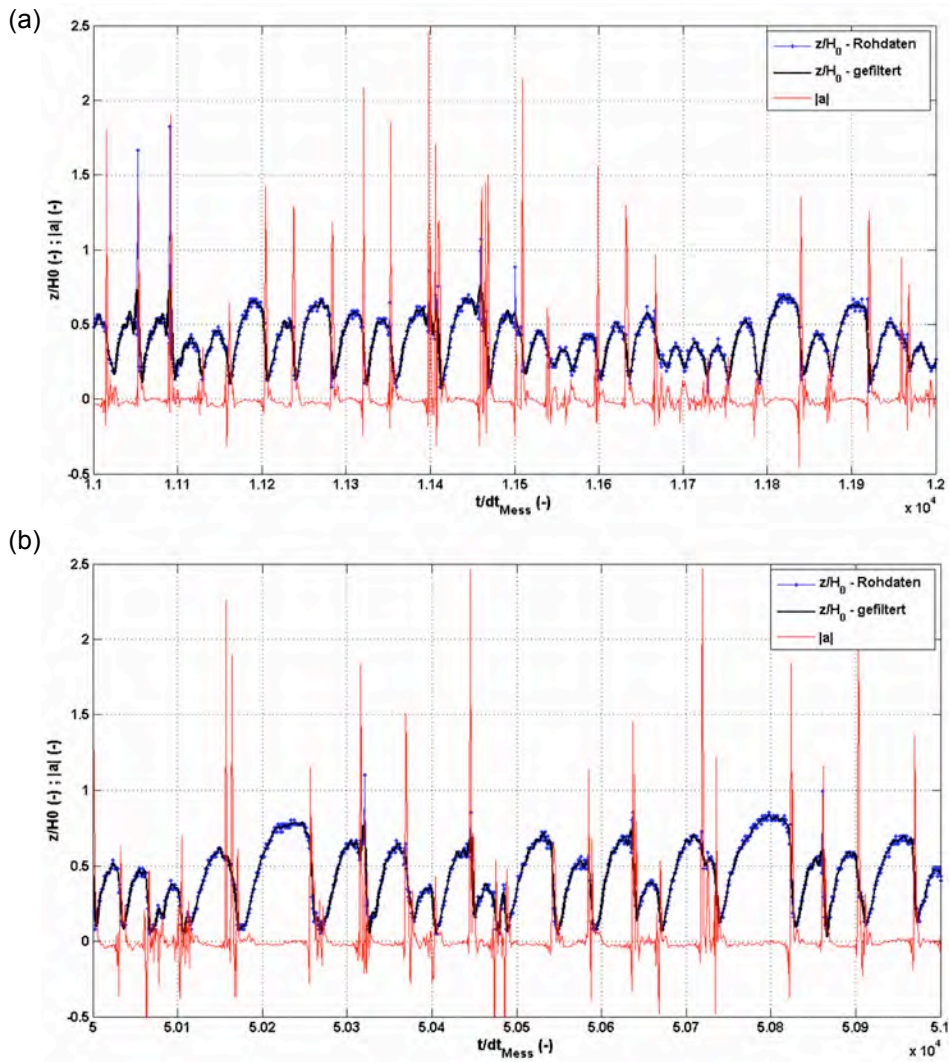 (a)
2.5
2
1.5
1
0.5
0
-0.5
z/H0 (-) ; |a| (-)
z/H0 - Rohdaten
z/H0 - gefiltert
|a|
1.1 1.11 1.12 1.13 1.14 1.15 1.16 1.17 1.18 1.19 1.2
t/dtMess (-)
x 10^4
(b)
2.5
2
1.5
1
0.5
0
-0.5
z/H0 (-) ; |a| (-)
z/H0 - Rohdaten
z/H0 - gefiltert
|a|
5 5.01 5.02 5.03 5.04 5.05 5.06 5.07 5.08 5.09 5.1
t/dtMess (-)
x 10^4